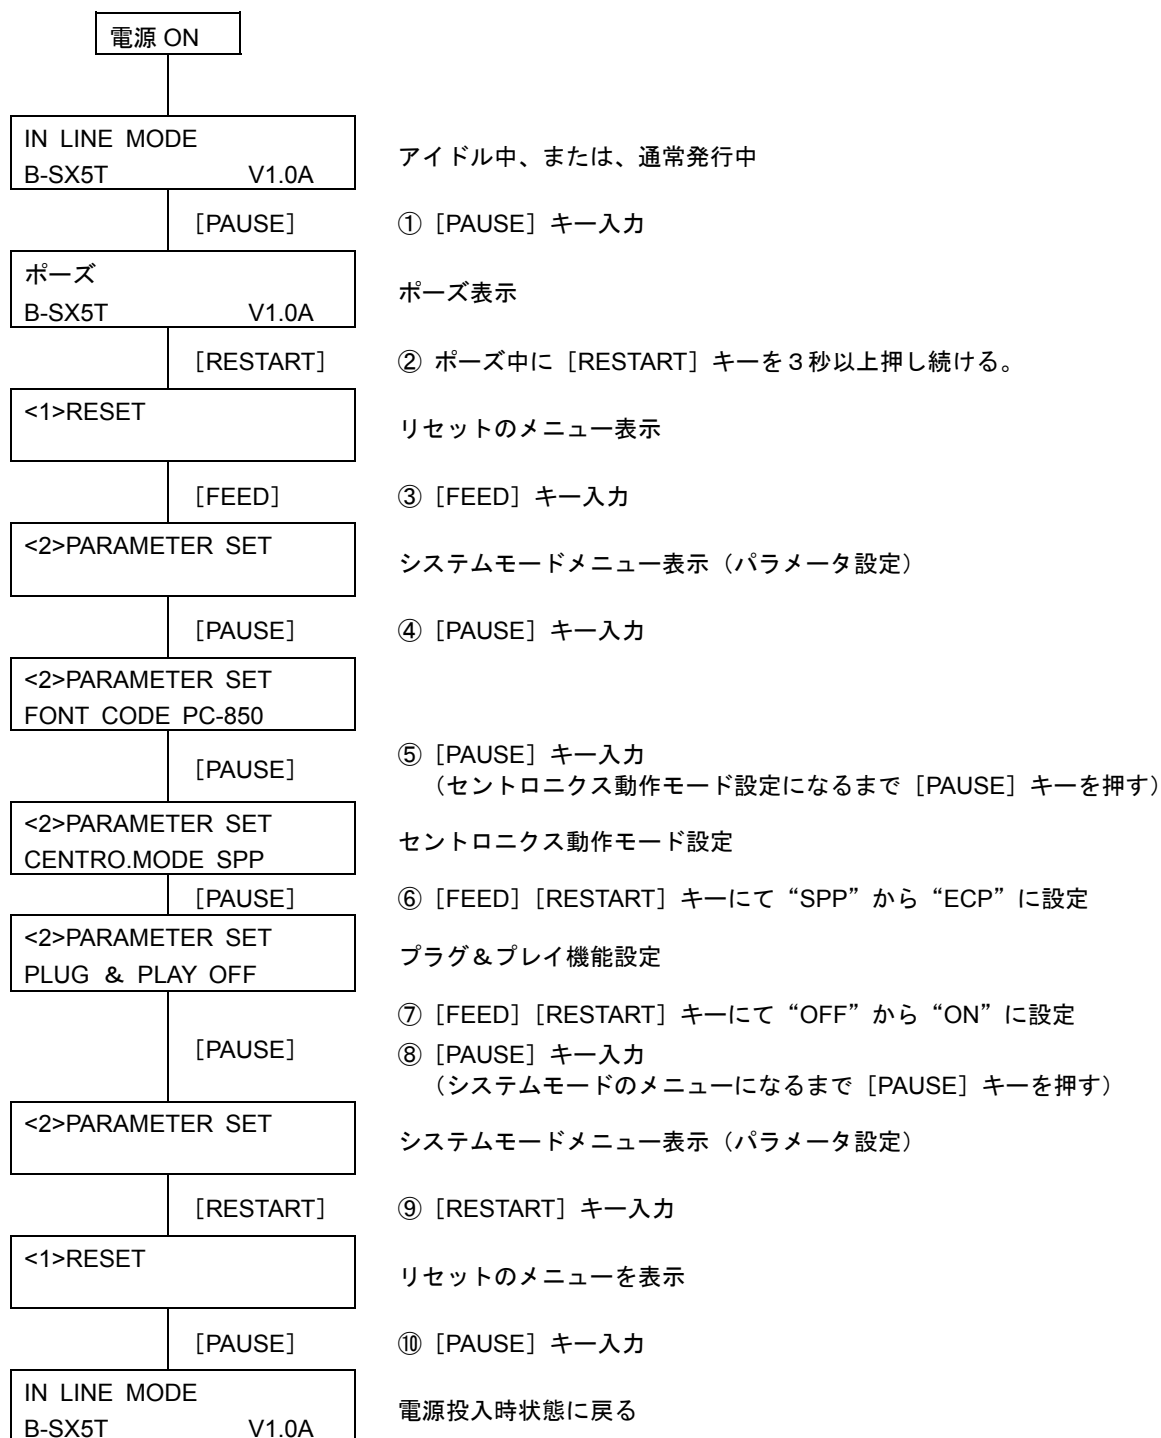 電源 ON
IN LINE MODE
B-SX5T V1.0A
アイドル中、または、通常発行中
[PAUSE]
①[PAUSE]キー入力
ポーズ
B-SX5T V1.0A
ポーズ表示
[RESTART]
② ポーズ中に[RESTART]キーを3秒以上押し続ける。
<1>RESET
リセットのメニュー表示
[FEED]
③[FEED]キー入力
<2>PARAMETER SET
システムモードメニュー表示(パラメータ設定)
[PAUSE]
④[PAUSE]キー入力
<2>PARAMETER SET
FONT CODE PC-850
[PAUSE]
⑤[PAUSE]キー入力
(セントロニクス動作モード設定になるまで[PAUSE]キーを押す)
<2>PARAMETER SET
CENTRO.MODE SPP
セントロニクス動作モード設定
[PAUSE]
⑥[FEED][RESTART]キーにて“SPP”から“ECP”に設定
<2>PARAMETER SET
PLUG & PLAY OFF
プラグ&プレイ機能設定
⑦[FEED][RESTART]キーにて“OFF”から“ON”に設定
[PAUSE]
⑧[PAUSE]キー入力
(システムモードのメニューになるまで[PAUSE]キーを押す)
<2>PARAMETER SET
システムモードメニュー表示(パラメータ設定)
[RESTART]
⑨[RESTART]キー入力
<1>RESET
リセットのメニューを表示
[PAUSE]
⑩[PAUSE]キー入力
IN LINE MODE
B-SX5T V1.0A
電源投入時状態に戻る